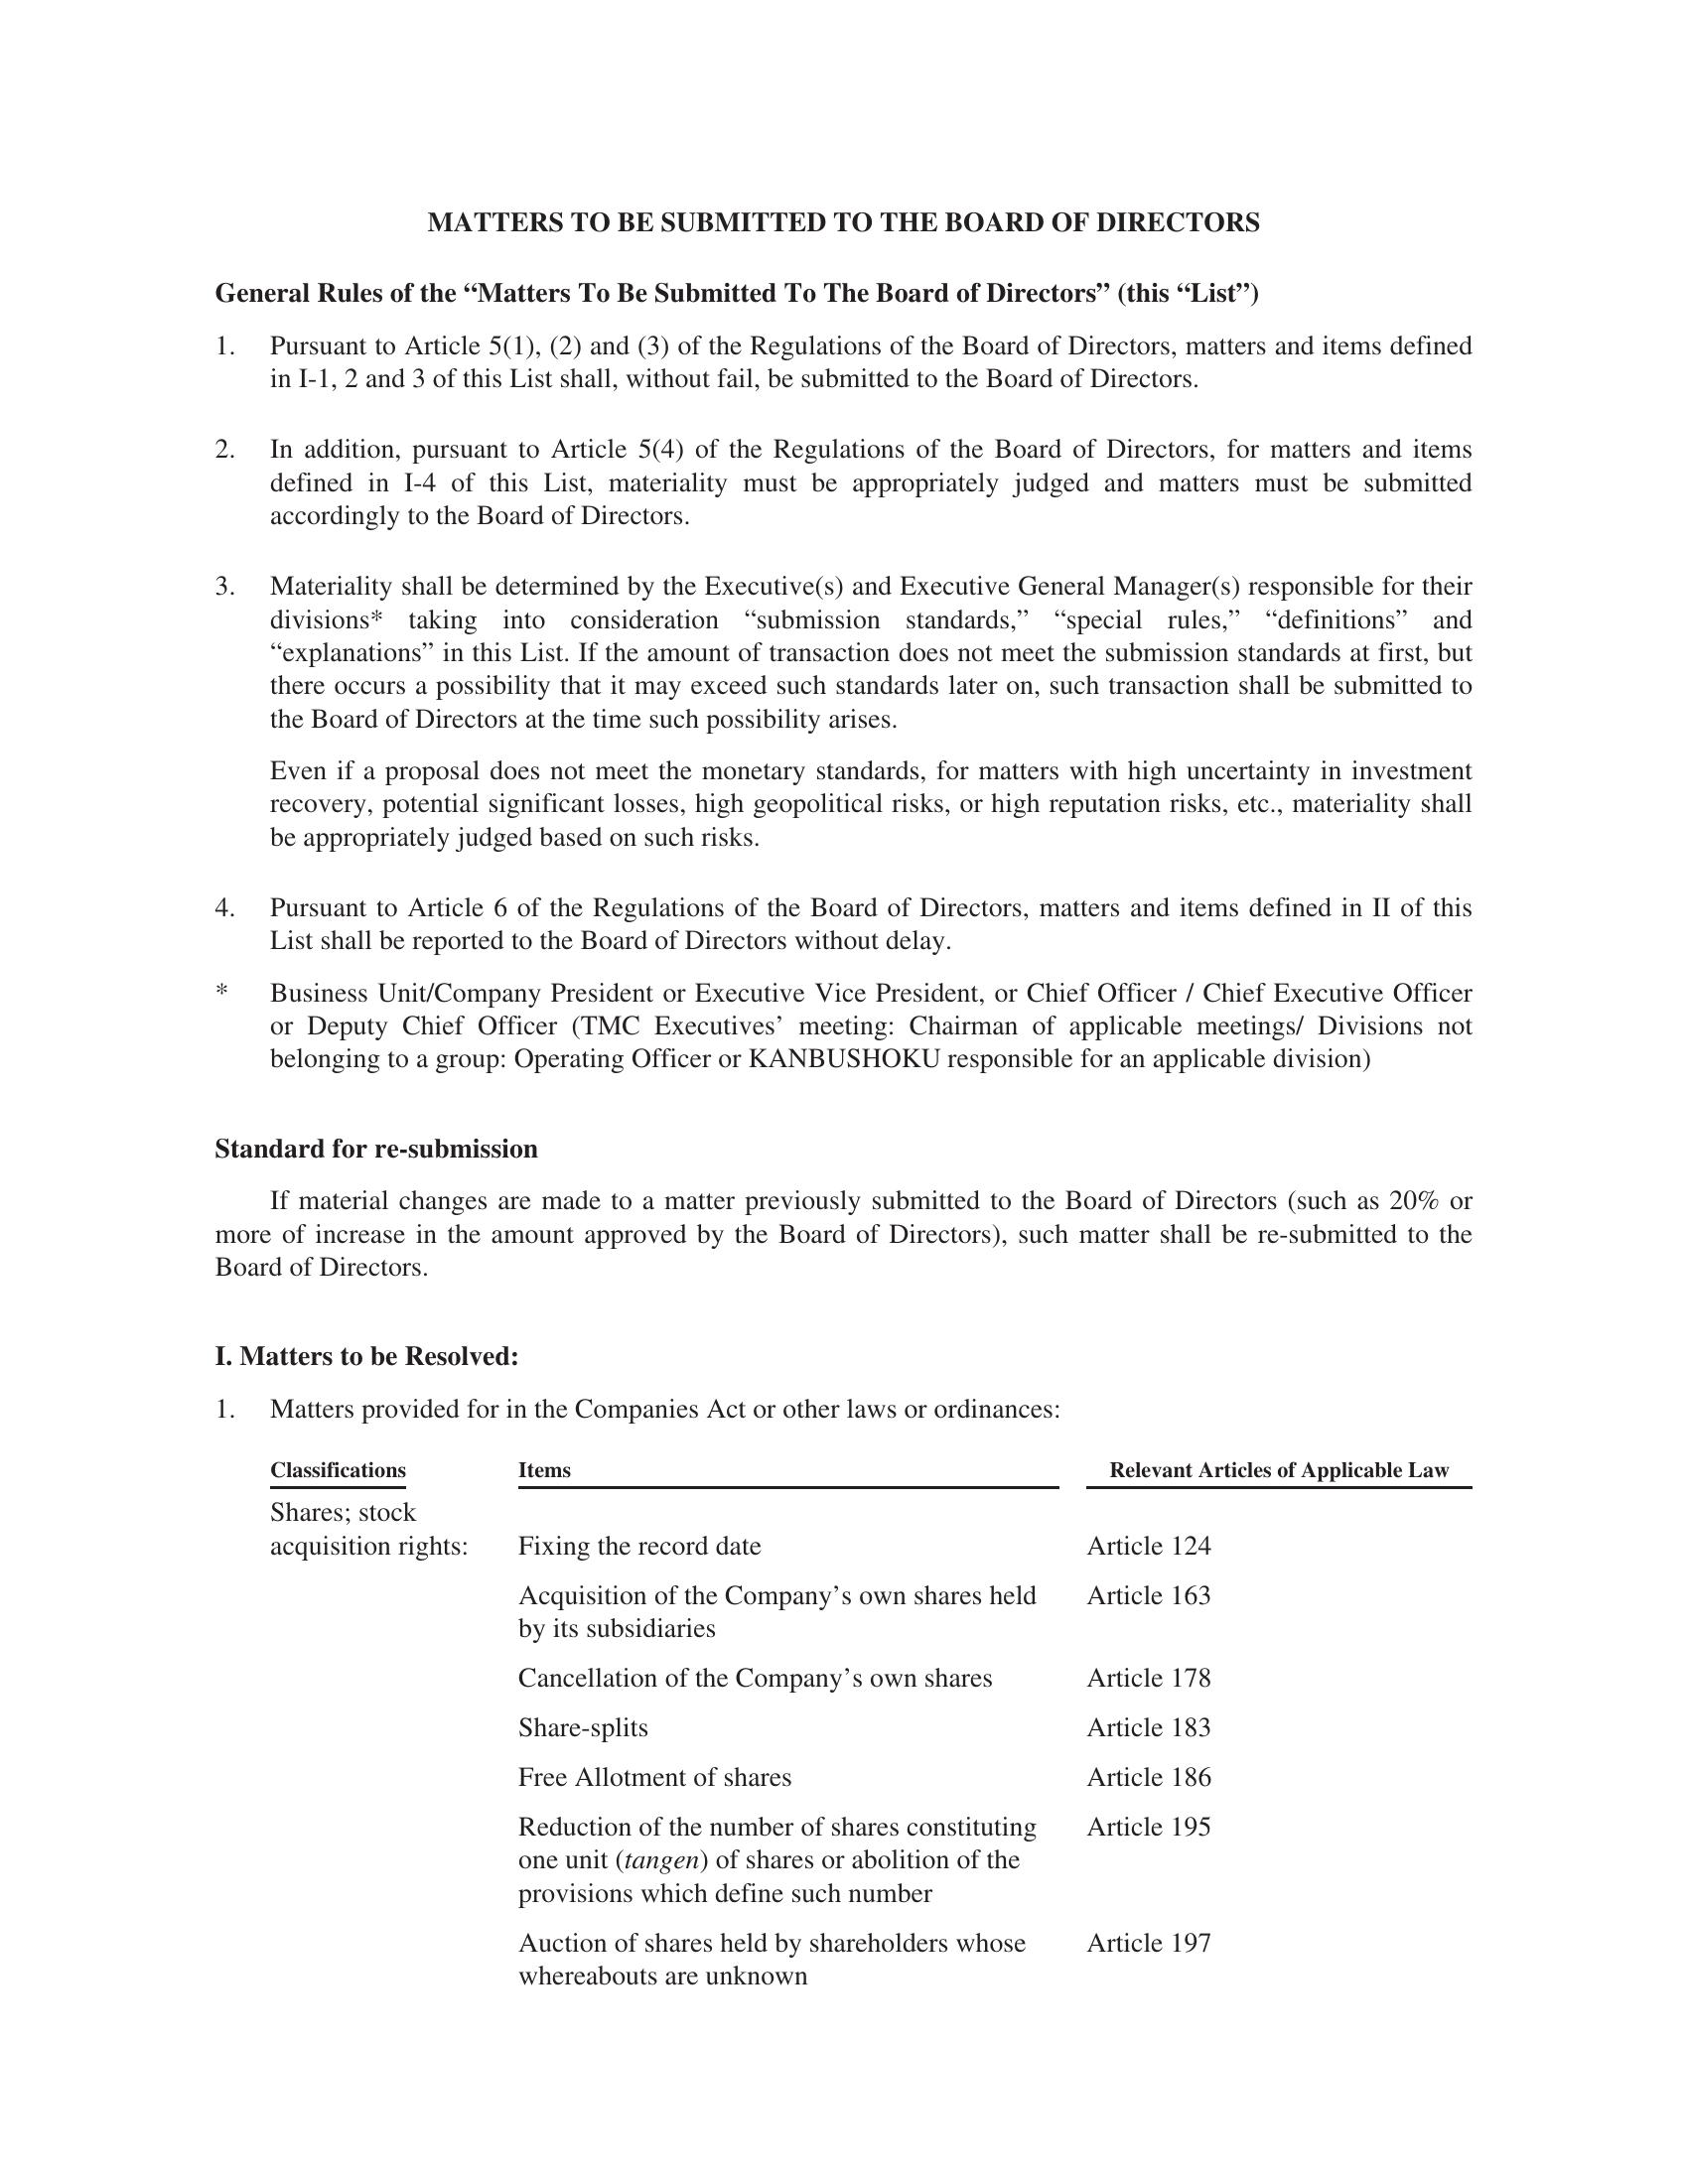 MATTERS TO BE SUBMITTED TO THE BOARD OF DIRECTORS
General Rules of the “Matters To Be Submitted To The Board of Directors” (this “List”)
1. Pursuant to Article 5(1), (2) and (3) of the Regulations of the Board of Directors, matters and items defined
in I-1, 2 and 3 of this List shall, without fail, be submitted to the Board of Directors.
2. In addition, pursuant to Article 5(4) of the Regulations of the Board of Directors, for matters and items
defined in I-4 of this List, materiality must be appropriately judged and matters must be submitted
accordingly to the Board of Directors.
3. Materiality shall be determined by the Executive(s) and Executive General Manager(s) responsible for their
divisions* taking into consideration “submission standards,” “special rules,” “definitions” and
“explanations” in this List. If the amount of transaction does not meet the submission standards at first, but
there occurs a possibility that it may exceed such standards later on, such transaction shall be submitted to
the Board of Directors at the time such possibility arises.
Even if a proposal does not meet the monetary standards, for matters with high uncertainty in investment
recovery, potential significant losses, high geopolitical risks, or high reputation risks, etc., materiality shall
be appropriately judged based on such risks.
4. Pursuant to Article 6 of the Regulations of the Board of Directors, matters and items defined in II of this
List shall be reported to the Board of Directors without delay.
* Business Unit/Company President or Executive Vice President, or Chief Officer / Chief Executive Officer
or Deputy Chief Officer (TMC Executives’ meeting: Chairman of applicable meetings/ Divisions not
belonging to a group: Operating Officer or KANBUSHOKU responsible for an applicable division)
Standard for re-submission
If material changes are made to a matter previously submitted to the Board of Directors (such as 20% or
more of increase in the amount approved by the Board of Directors), such matter shall be re-submitted to the
Board of Directors.
I. Matters to be Resolved:
1. Matters provided for in the Companies Act or other laws or ordinances:
Classifications Items Relevant Articles of Applicable Law
Shares; stock
acquisition rights: Fixing the record date Article 124
Acquisition of the Company’s own shares held Article 163
by its subsidiaries
Cancellation of the Company’s own shares Article 178
Share-splits Article 183
Free Allotment of shares Article 186
Reduction of the number of shares constituting Article 195
one unit (tangen) of shares or abolition of the
provisions which define such number
Auction of shares held by shareholders whose Article 197
whereabouts are unknown